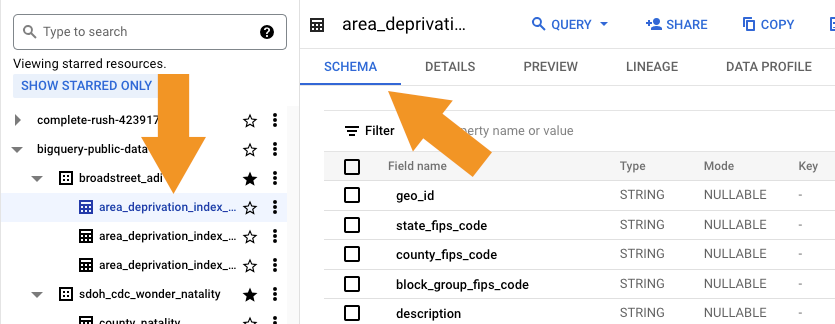 Type to search
Viewing starred resources.
SHOW STARRED ONLY
complete-rush-423917
bigquery-public-data
broadstreet_adi
area_deprivation_index_...
area_deprivation_index_...
area_deprivation_index_...
sdoh_cdc_wonder_natality
county_natality
area_deprivati...
QUERY
SHARE
COPY
SCHEMA
DETAILS
PREVIEW
LINEAGE
DATA PROFILE
Filter perty name or value
Field name Type Mode Key
geo_id STRING NULLABLE -
state_fips_code STRING NULLABLE -
county_fips_code STRING NULLABLE -
block_group_fips_code STRING NULLABLE -
description STRING NULLABLE -